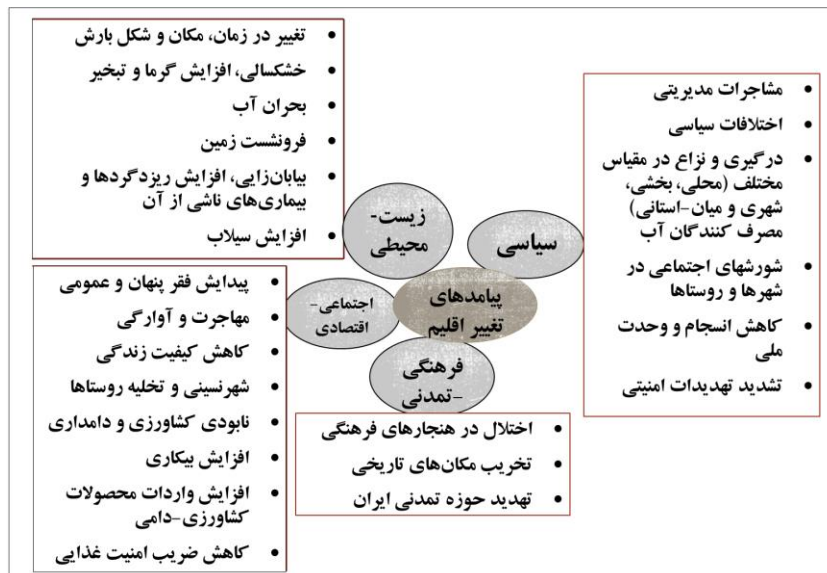 تغییر در زمان، مکان و شکل بارش
خشکسالی، افزایش گرما و تبخیر
بحران آب
فرونشست زمین
بیابان‌زایی، افزایش ریزدگردها و
بیماری‌های ناشی از آن
افزایش سیلاب
مشاجرات مدیریتی
اختلافات سیاسی
درگیری و نزاع در مقیاس
مختلف (محلی، بخشی،
شهری و میان-استانی)
مصرف کنندگان آب
شورشهای اجتماعی در
شهرها و روستاها
کاهش انسجام و وحدت
ملی
تشدید تهدیدات امنیتی
زیست-
محیطی
سیاسی
پیامدهای
تغییر اقلیم
اجتماعی-
اقتصادی
فرهنگی
-تمدنی
پیدایش فقر پنهان و عمومی
مهاجرت و آوارگی
کاهش کیفیت زندگی
شهرنسینی و تخلیه روستاها
نابودی کشاورزی و دامداری
افزایش بیکاری
افزایش واردات محصولات
کشاورزی-دامی
کاهش ضریب امنیت غذایی
اختلال در هنجارهای فرهنگی
تخریب مکان‌های تاریخی
تهدید حوزه تمدنی ایران